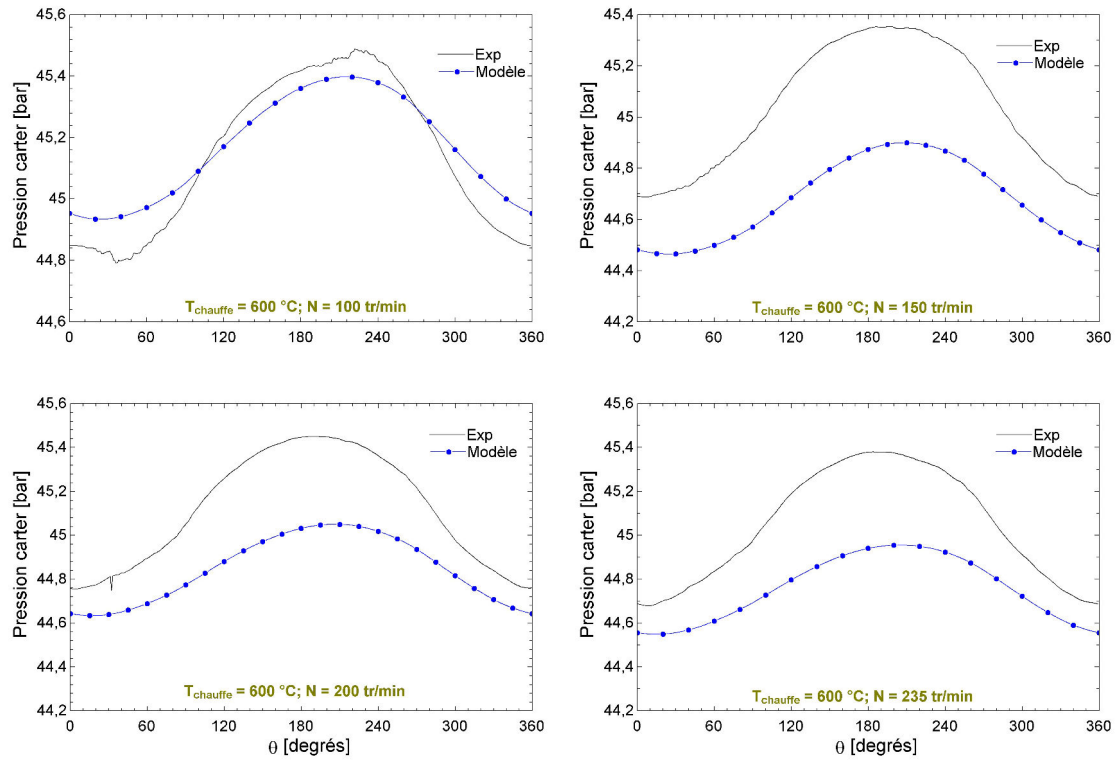 45,6
45,4
45,2
45
44,8
44,6
Pression carter [bar]
Exp
Modèle
T chauffe = 600 °C; N = 100 tr/min
0 60 120 180 240 300 360
45,4
45,2
45
44,8
44,6
44,4
44,2
Pression carter [bar]
Exp
Modèle
T chauffe = 600 °C; N = 150 tr/min
0 60 120 180 240 300 360
45,6
45,4
45,2
45
44,8
44,6
44,4
44,2
Pression carter [bar]
Exp
Modèle
T chauffe = 600 °C; N = 200 tr/min
0 60 120 180 240 300 360
θ [degrés]
45,6
45,4
45,2
45
44,8
44,6
44,4
44,2
Pression carter [bar]
Exp
Modèle
T chauffe = 600 °C; N = 235 tr/min
0 60 120 180 240 300 360
θ [degrés]